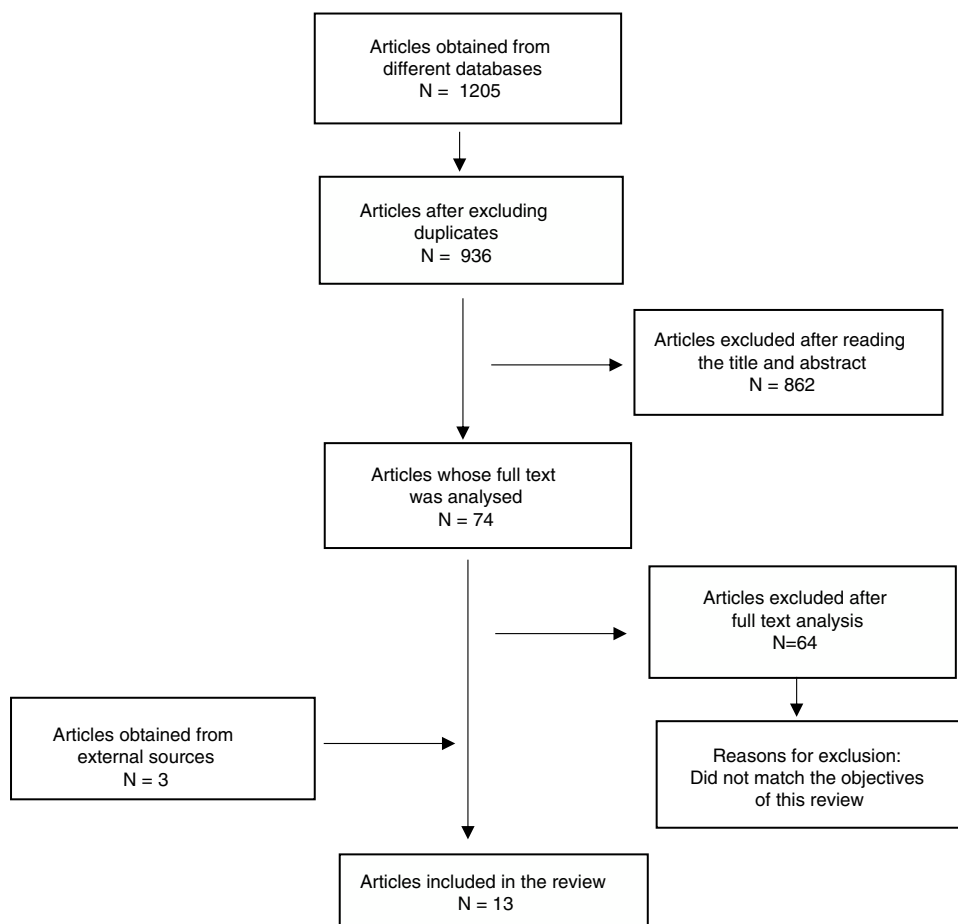 Articles obtained from
different databases
N = 1205
Articles after excluding
duplicates
N = 936
Articles excluded after reading
the title and abstract
N = 862
Articles whose full text
was analysed
N = 74
Articles excluded after
full text analysis
N=64
Articles obtained from
external sources
N = 3
Reasons for exclusion:
Did not match the objectives
of this review
Articles included in the review
N = 13